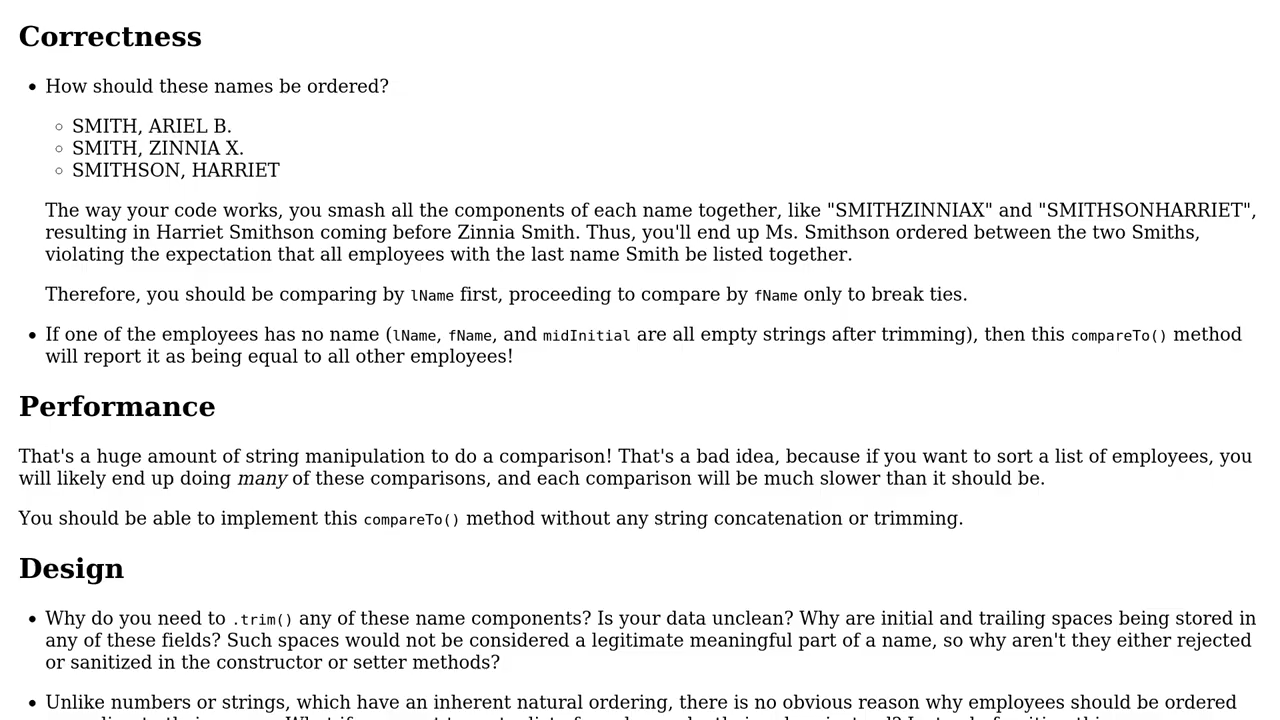 Correctness
How should these names be ordered?
SMITH, ARIEL B.
SMITH, ZINNIA X.
SMITHSON, HARRIET
The way your code works, you smash all the components of each name together, like "SMITHZINNIAX" and "SMITHSONHARRIET",
resulting in Harriet Smithson coming before Zinnia Smith. Thus, you'll end up Ms. Smithson ordered between the two Smiths,
violating the expectation that all employees with the last name Smith be listed together.
Therefore, you should be comparing by lName first, proceeding to compare by fName only to break ties.
If one of the employees has no name (lName, fName, and midInitial are all empty strings after trimming), then this compareTo() method
will report it as being equal to all other employees!
Performance
That's a huge amount of string manipulation to do a comparison! That's a bad idea, because if you want to sort a list of employees, you
will likely end up doing many of these comparisons, and each comparison will be much slower than it should be.
You should be able to implement this compareTo() method without any string concatenation or trimming.
Design
Why do you need to .trim() any of these name components? Is your data unclean? Why are initial and trailing spaces being stored in
any of these fields? Such spaces would not be considered a legitimate meaningful part of a name, so why aren't they either rejected
or sanitized in the constructor or setter methods?
Unlike numbers or strings, which have an inherent natural ordering, there is no obvious reason why employees should be ordered